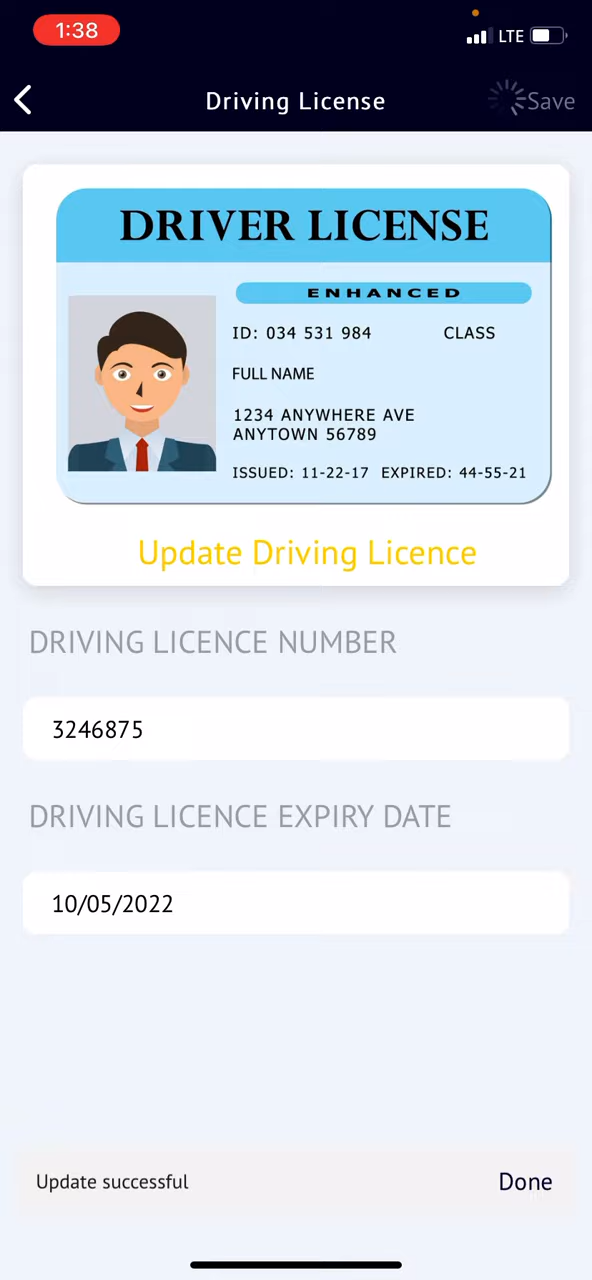 1:38
LTE
Driving License
Save
DRIVER LICENSE
ENHANCED
ID: 034 531 984 CLASS
FULL NAME
1234 ANYWHERE AVE
ANYTOWN 56789
ISSUED: 11-22-17 EXPIRED: 44-55-21
Update Driving Licence
DRIVING LICENCE NUMBER
3246875
DRIVING LICENCE EXPIRY DATE
10/05/2022
Update successful Done